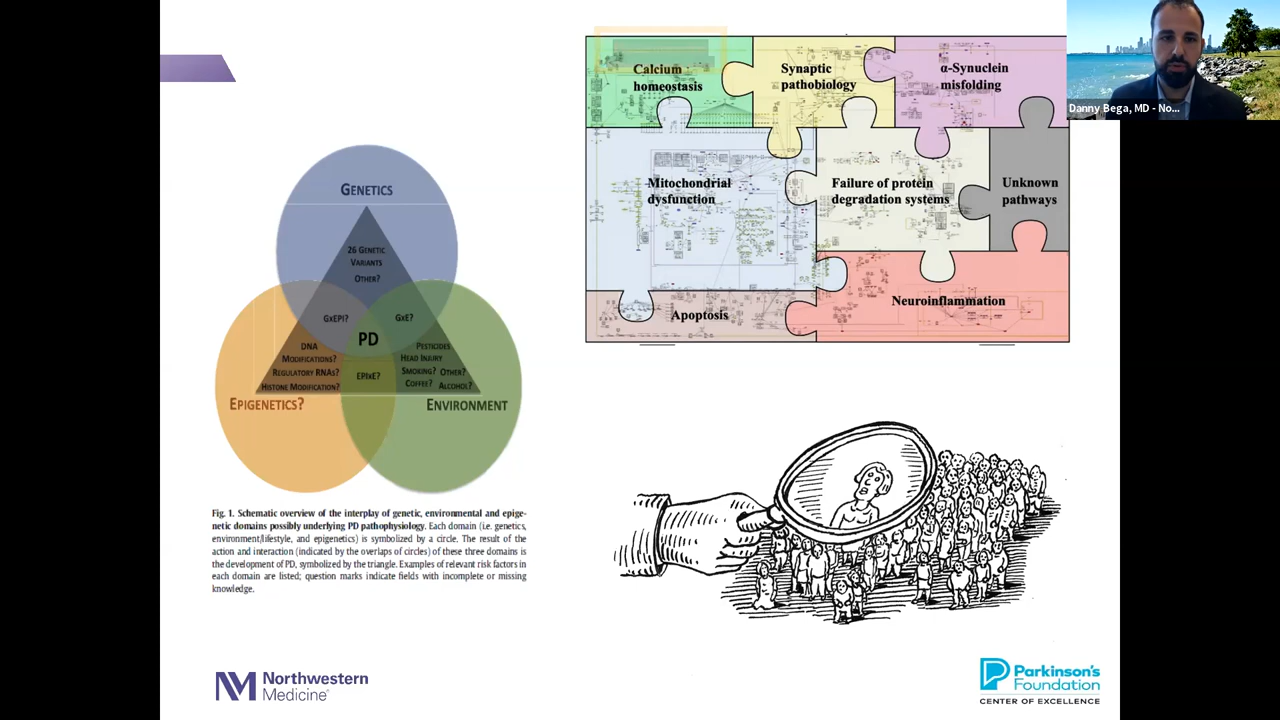 GENETICS
26 GENETIC
VARIANTS
OTHER?
GXEPI?
GXE?
PD
DNA
MODIFICATIONS?
REGULATORY RNAS?
HISTONE MODIFICATION?
EPIXE?
PESTICIDES
HEAD INJURY
SMOKING? OTHER?
COFFEE? ALCOHOL?
EPIGENETICS?
ENVIRONMENT
Fig. 1. Schematic overview of the interplay of genetic, environmental and epige-
netic domains possibly underlying PD pathophysiology. Each domain (i.e. genetics,
environment/lifestyle, and epigenetics) is symbolized by a circle. The result of the
action and interaction (indicated by the overlaps of circles) of these three domains is
the development of PD, symbolized by the triangle. Examples of relevant risk factors in
each domain are listed; question marks indicate fields with incomplete or missing
knowledge.
Calcium
homeostasis
Synaptic
pathobiology
α-Synuclein
misfolding
Mitochondrial
dysfunction
Failure of protein
degradation systems
Unknown
pathways
Apoptosis
Neuroinflammation
Danny Bega, MD - No...
NM Northwestern
Medicine®
Parkinson's
Foundation
CENTER OF EXCELLENCE